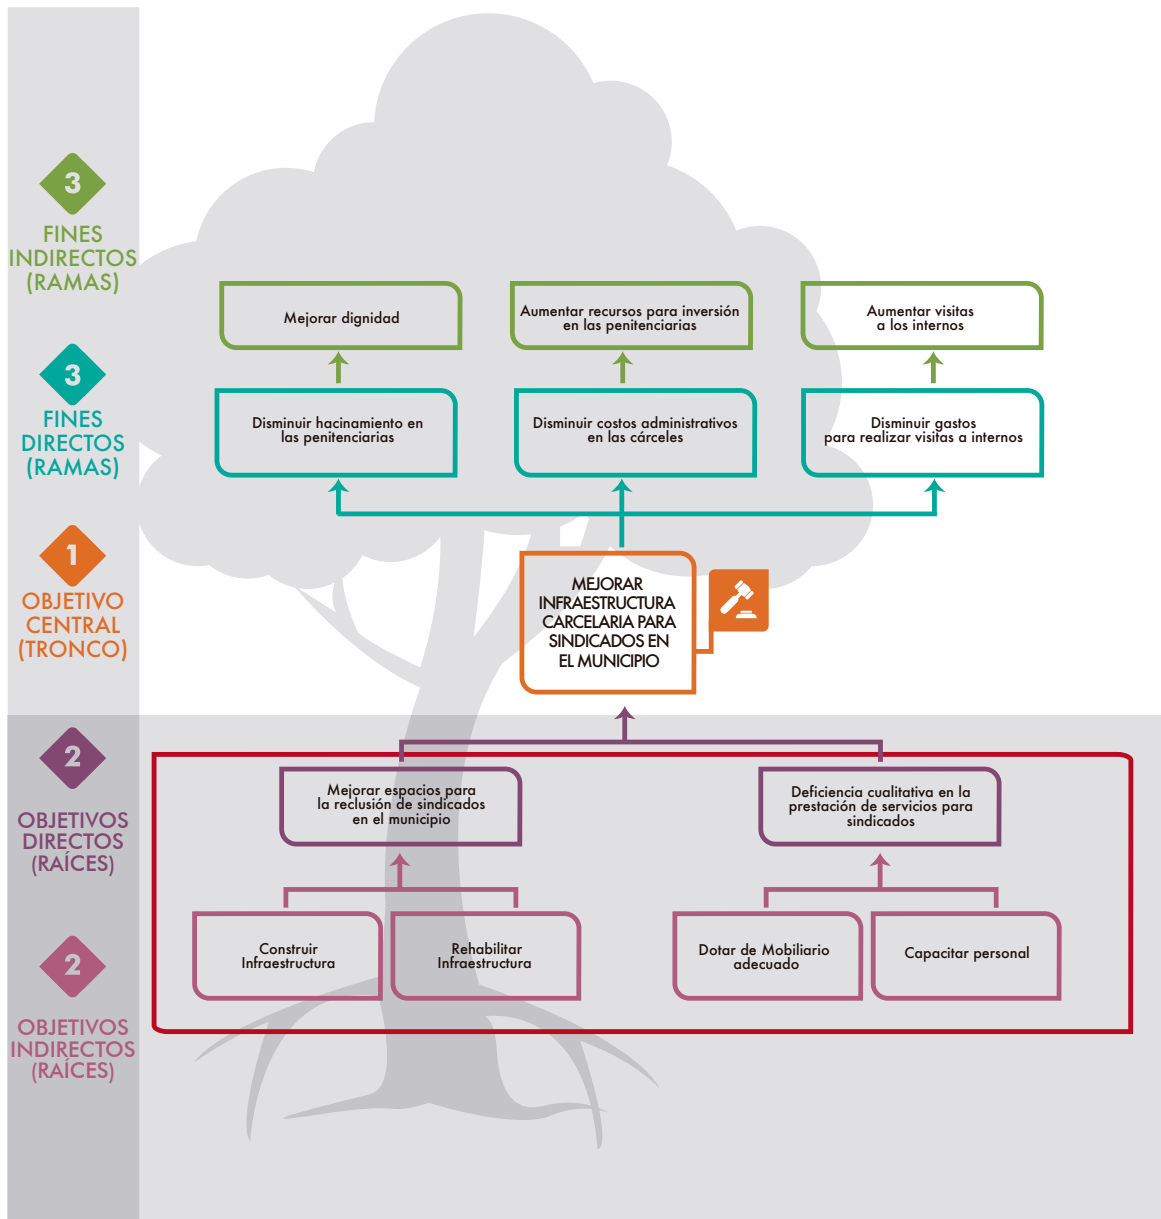 3
FINES
INDIRECTOS
(RAMAS)
Mejorar dignidad
Aumentar recursos para inversión
en las penitenciarias
Aumentar visitas
a los internos
3
FINES
DIRECTOS
(RAMAS)
Disminuir hacinamiento en
las penitenciarias
Disminuir costos administrativos
en las cárceles
Disminuir gastos
para realizar visitas a internos
1
OBJETIVO
CENTRAL
(TRONCO)
MEJORAR
INFRAESTRUCTURA
CARCELARIA PARA
SINDICADOS EN
EL MUNICIPIO
2
OBJETIVOS
DIRECTOS
(RAÍCES)
Mejorar espacios para
la reclusión de sindicados
en el municipio
Deficiencia cualitativa en la
prestación de servicios para
sindicados
2
OBJETIVOS
INDIRECTOS
(RAÍCES)
Construir
Infraestructura
Rehabilitar
Infraestructura
Dotar de Mobiliario
adecuado
Capacitar personal